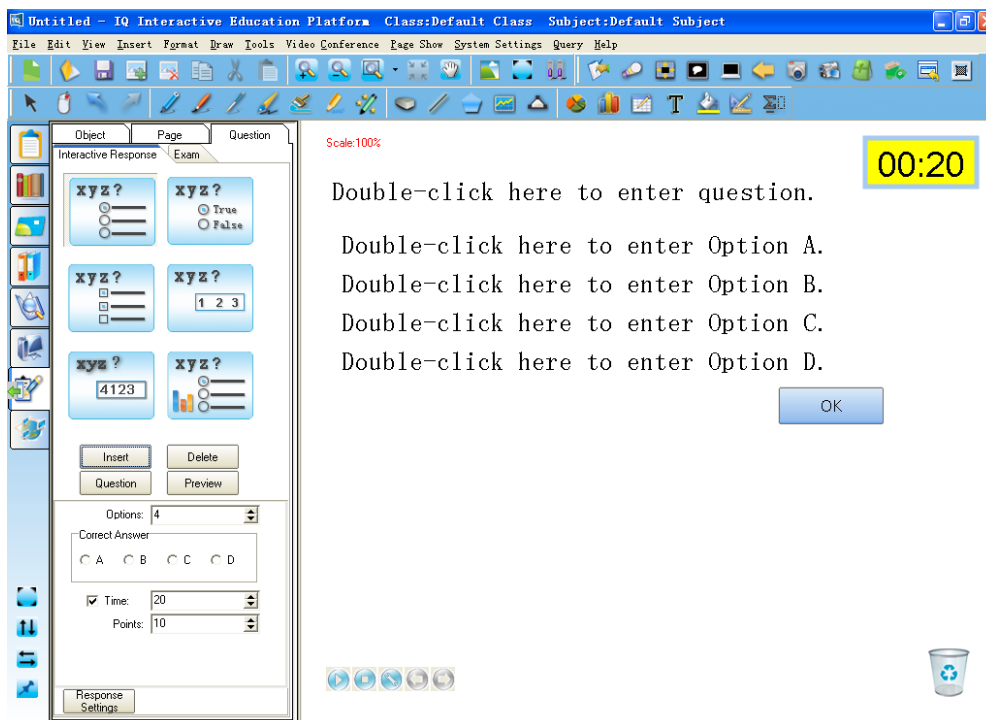 Untitled - IQ Interactive Education Platform Class:Default Class Subject:Default Subject
File Edit View Insert Format Draw Tools Video Conference Page Show System Settings Query Help
Object Page Question
Interactive Response Exam
xyz?
xyz?
True
False
xyz?
xyz?
1 2 3
xyz ?
4123
xyz?
Insert Delete
Question Preview
Options: 4
Correct Answer
A B C D
Time: 20
Points: 10
Response
Settings
Scale:100%
00:20
Double-click here to enter question.
Double-click here to enter Option A.
Double-click here to enter Option B.
Double-click here to enter Option C.
Double-click here to enter Option D.
OK